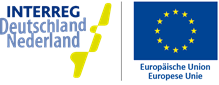 INTERREG
Deutschland
Nederland
Europäische Union
Europese Unie